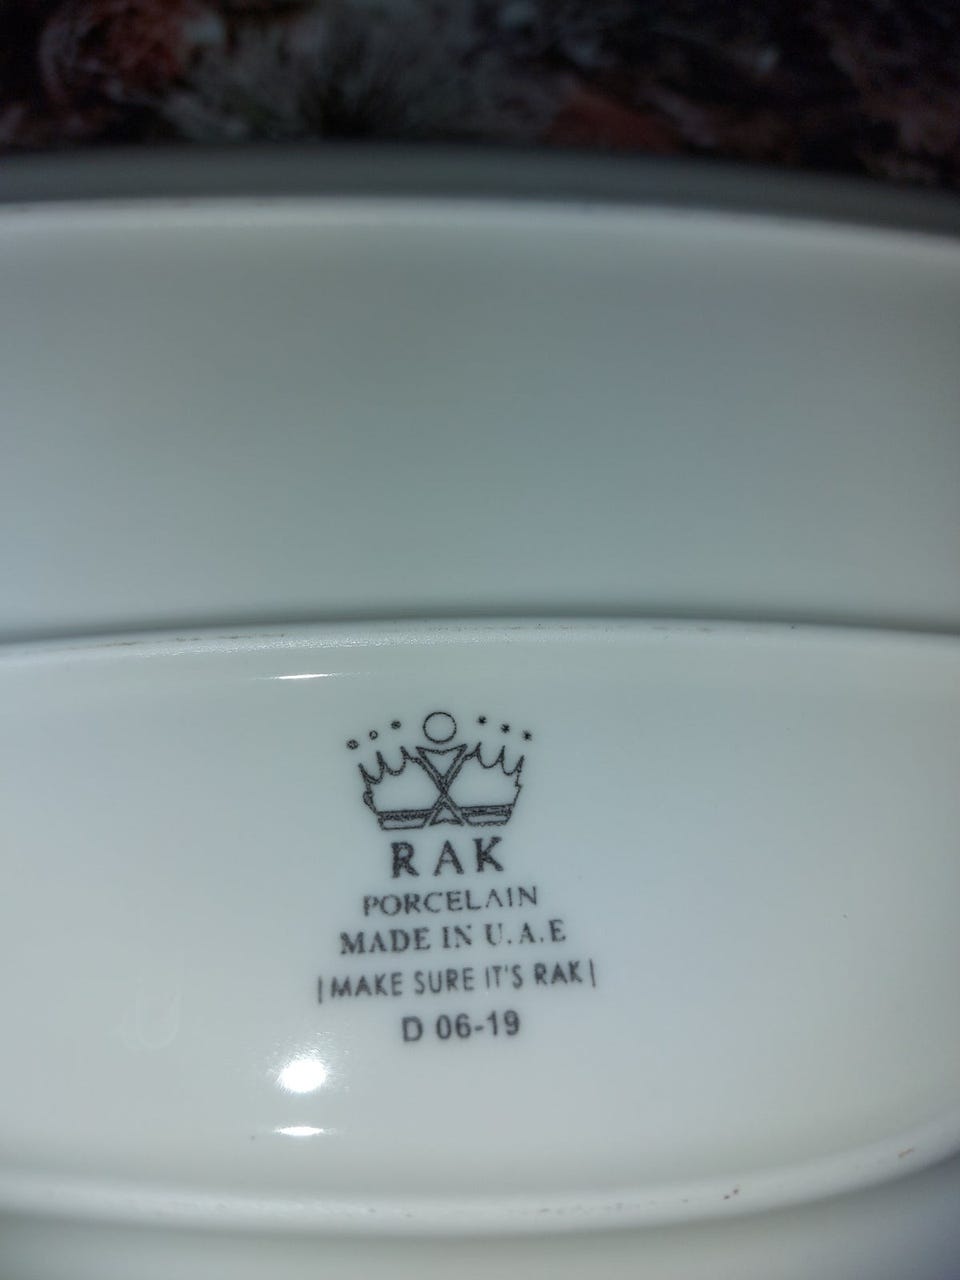 RAK
PORCELAIN
MADE IN U.A.E
|MAKE SURE IT'S RAK|
D 06-19